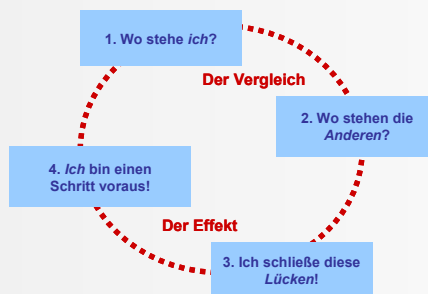 1. Wo stehe ich?
Der Vergleich
2. Wo stehen die
Anderen?
4. Ich bin einen
Schritt voraus!
Der Effekt
3. Ich schließe diese
Lücken!